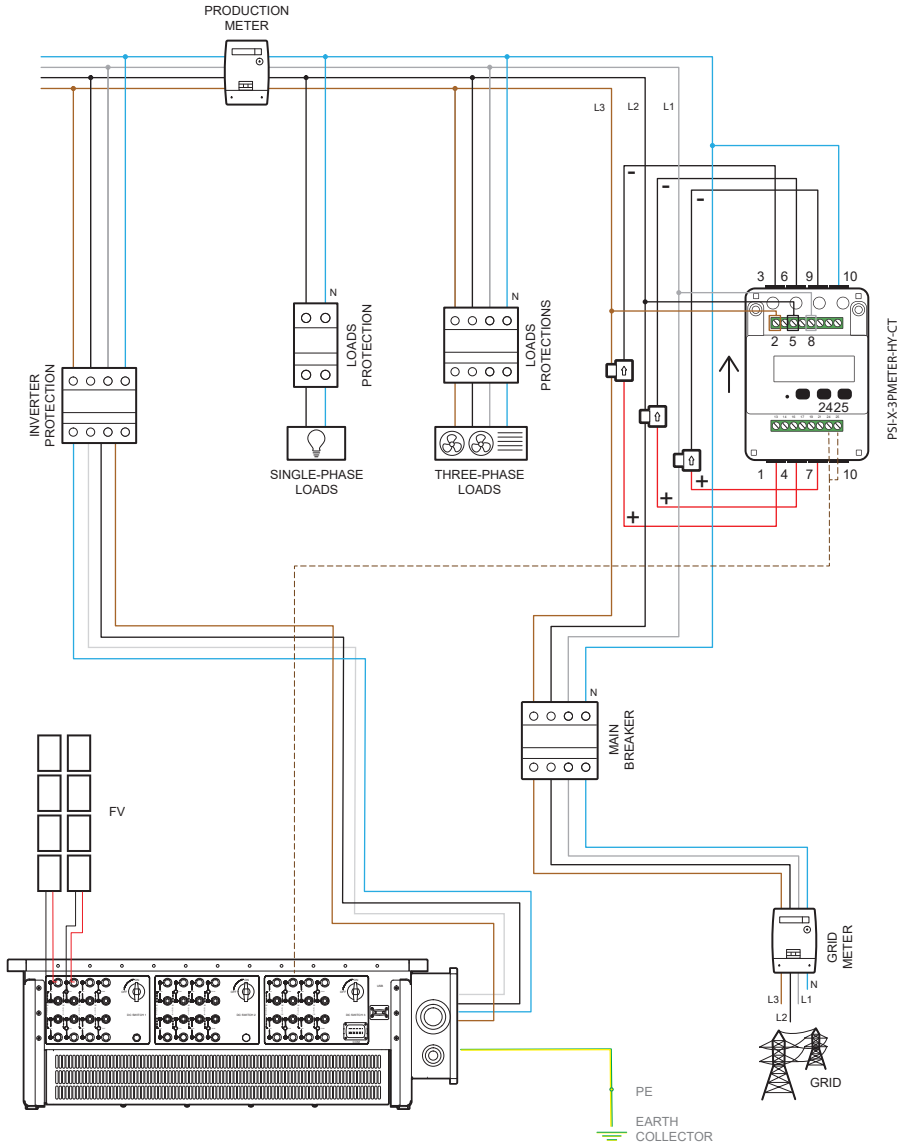 PRODUCTION
METER
L3
L2
L1
-
-
-
3 6 9 10
2 5 8
24 25
1 4 7 10
PSI-X-3PMETER-HY-CT
N
LOADS
PROTECTION
N
LOADS
PROTECTIONS
INVERTER
PROTECTION
SINGLE-PHASE
LOADS
THREE-PHASE
LOADS
+
+
+
N
MAIN
BREAKER
FV
GRID
METER
N
L3
L1
L2
GRID
PE
EARTH
COLLECTOR